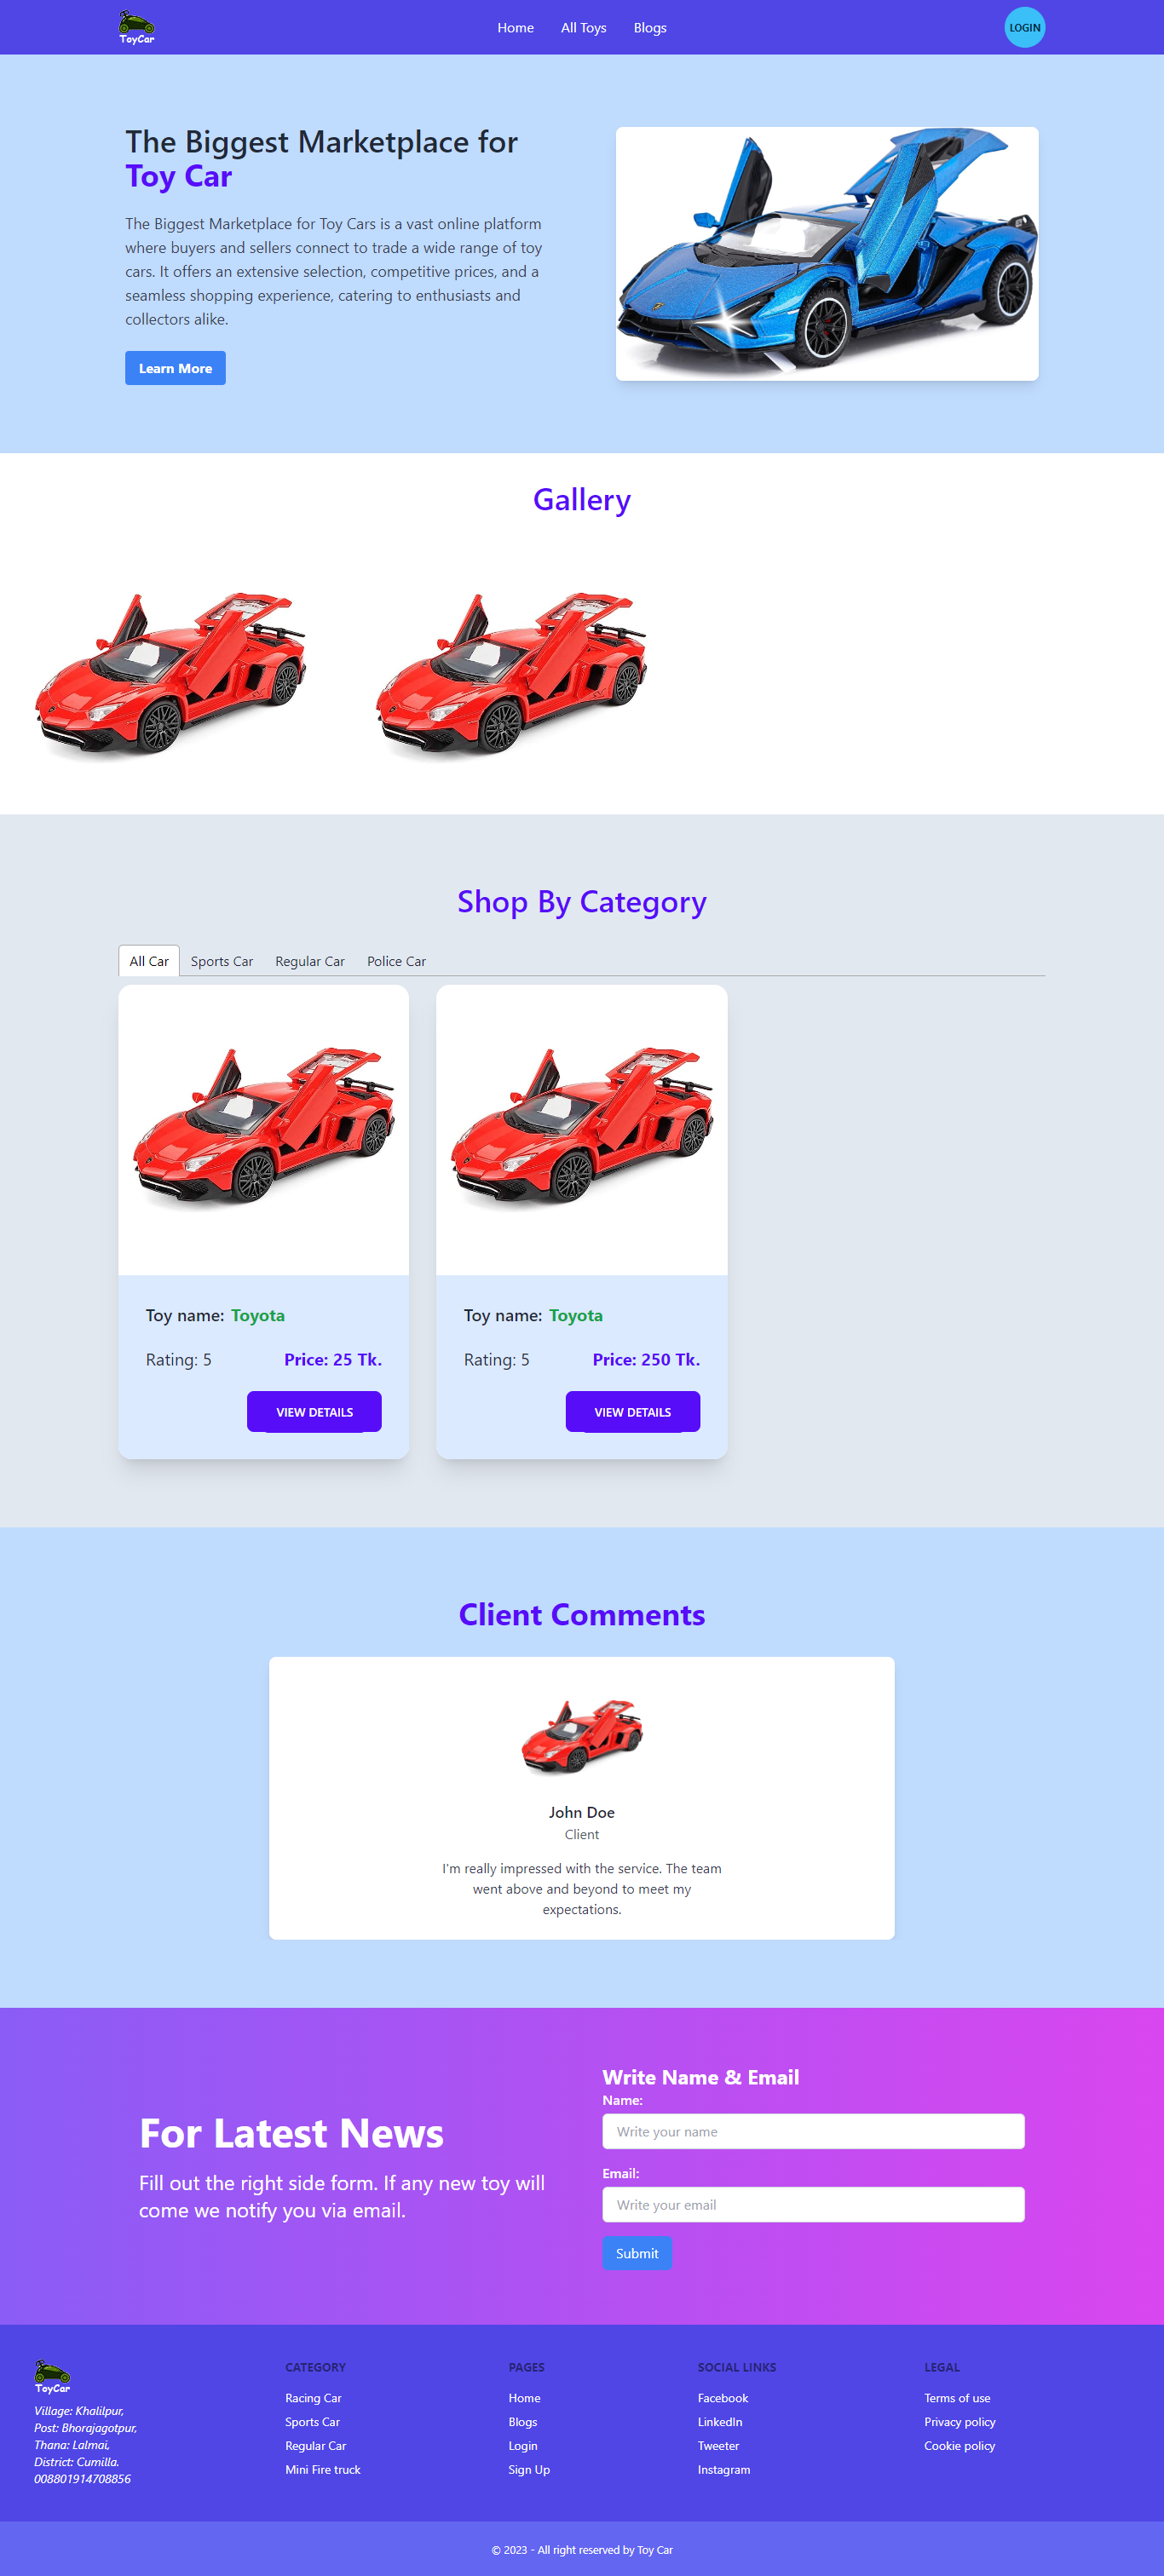 ToyCar
Home
All Toys
Blogs
LOGIN
The Biggest Marketplace for
Toy Car
The Biggest Marketplace for Toy Cars is a vast online platform
where buyers and sellers connect to trade a wide range of toy
cars. It offers an extensive selection, competitive prices, and a
seamless shopping experience, catering to enthusiasts and
collectors alike.
Learn More
Gallery
Shop By Category
All Car
Sports Car
Regular Car
Police Car
Toy name: Toyota
Rating: 5
Price: 25 Tk.
VIEW DETAILS
Toy name: Toyota
Rating: 5
Price: 250 Tk.
VIEW DETAILS
Client Comments
John Doe
Client
I'm really impressed with the service. The team
went above and beyond to meet my
expectations.
For Latest News
Fill out the right side form. If any new toy will
come we notify you via email.
Write Name & Email
Name:
Write your name
Email:
Write your email
Submit
ToyCar
Village: Khalilpur,
Post: Bhorajagotpur,
Thana: Lalmai,
District: Cumilla.
008801914708856
CATEGORY
Racing Car
Sports Car
Regular Car
Mini Fire truck
PAGES
Home
Blogs
Login
Sign Up
SOCIAL LINKS
Facebook
LinkedIn
Tweeter
Instagram
LEGAL
Terms of use
Privacy policy
Cookie policy
© 2023 - All right reserved by Toy Car